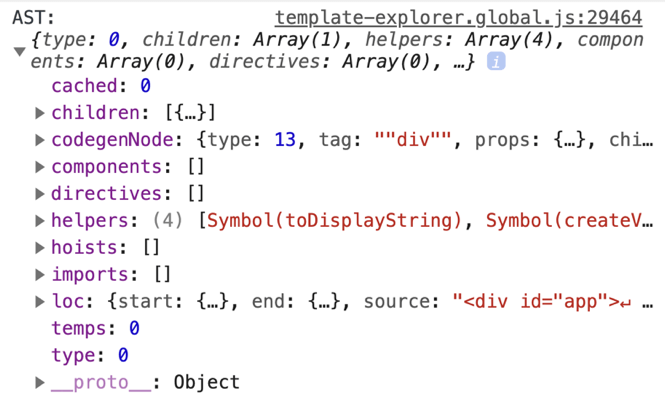 AST: template-explorer.global.js:29464
{type: 0, children: Array(1), helpers: Array(4), compon
ents: Array(0), directives: Array(0), …} i
cached: 0
children: [{…}]
codegenNode: {type: 13, tag: ""div"", props: {…}, chi…
components: []
directives: []
helpers: (4) [Symbol(toDisplayString), Symbol(createV…
hoists: []
imports: []
loc: {start: {…}, end: {…}, source: "<div id="app">↵ …
temps: 0
type: 0
__proto__: Object